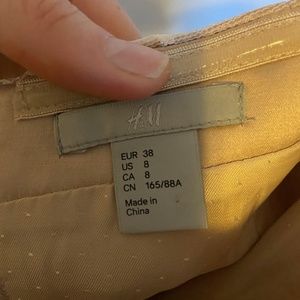 H&M
EUR 38
US 8
CA 8
CN 165/88A
Made in
China